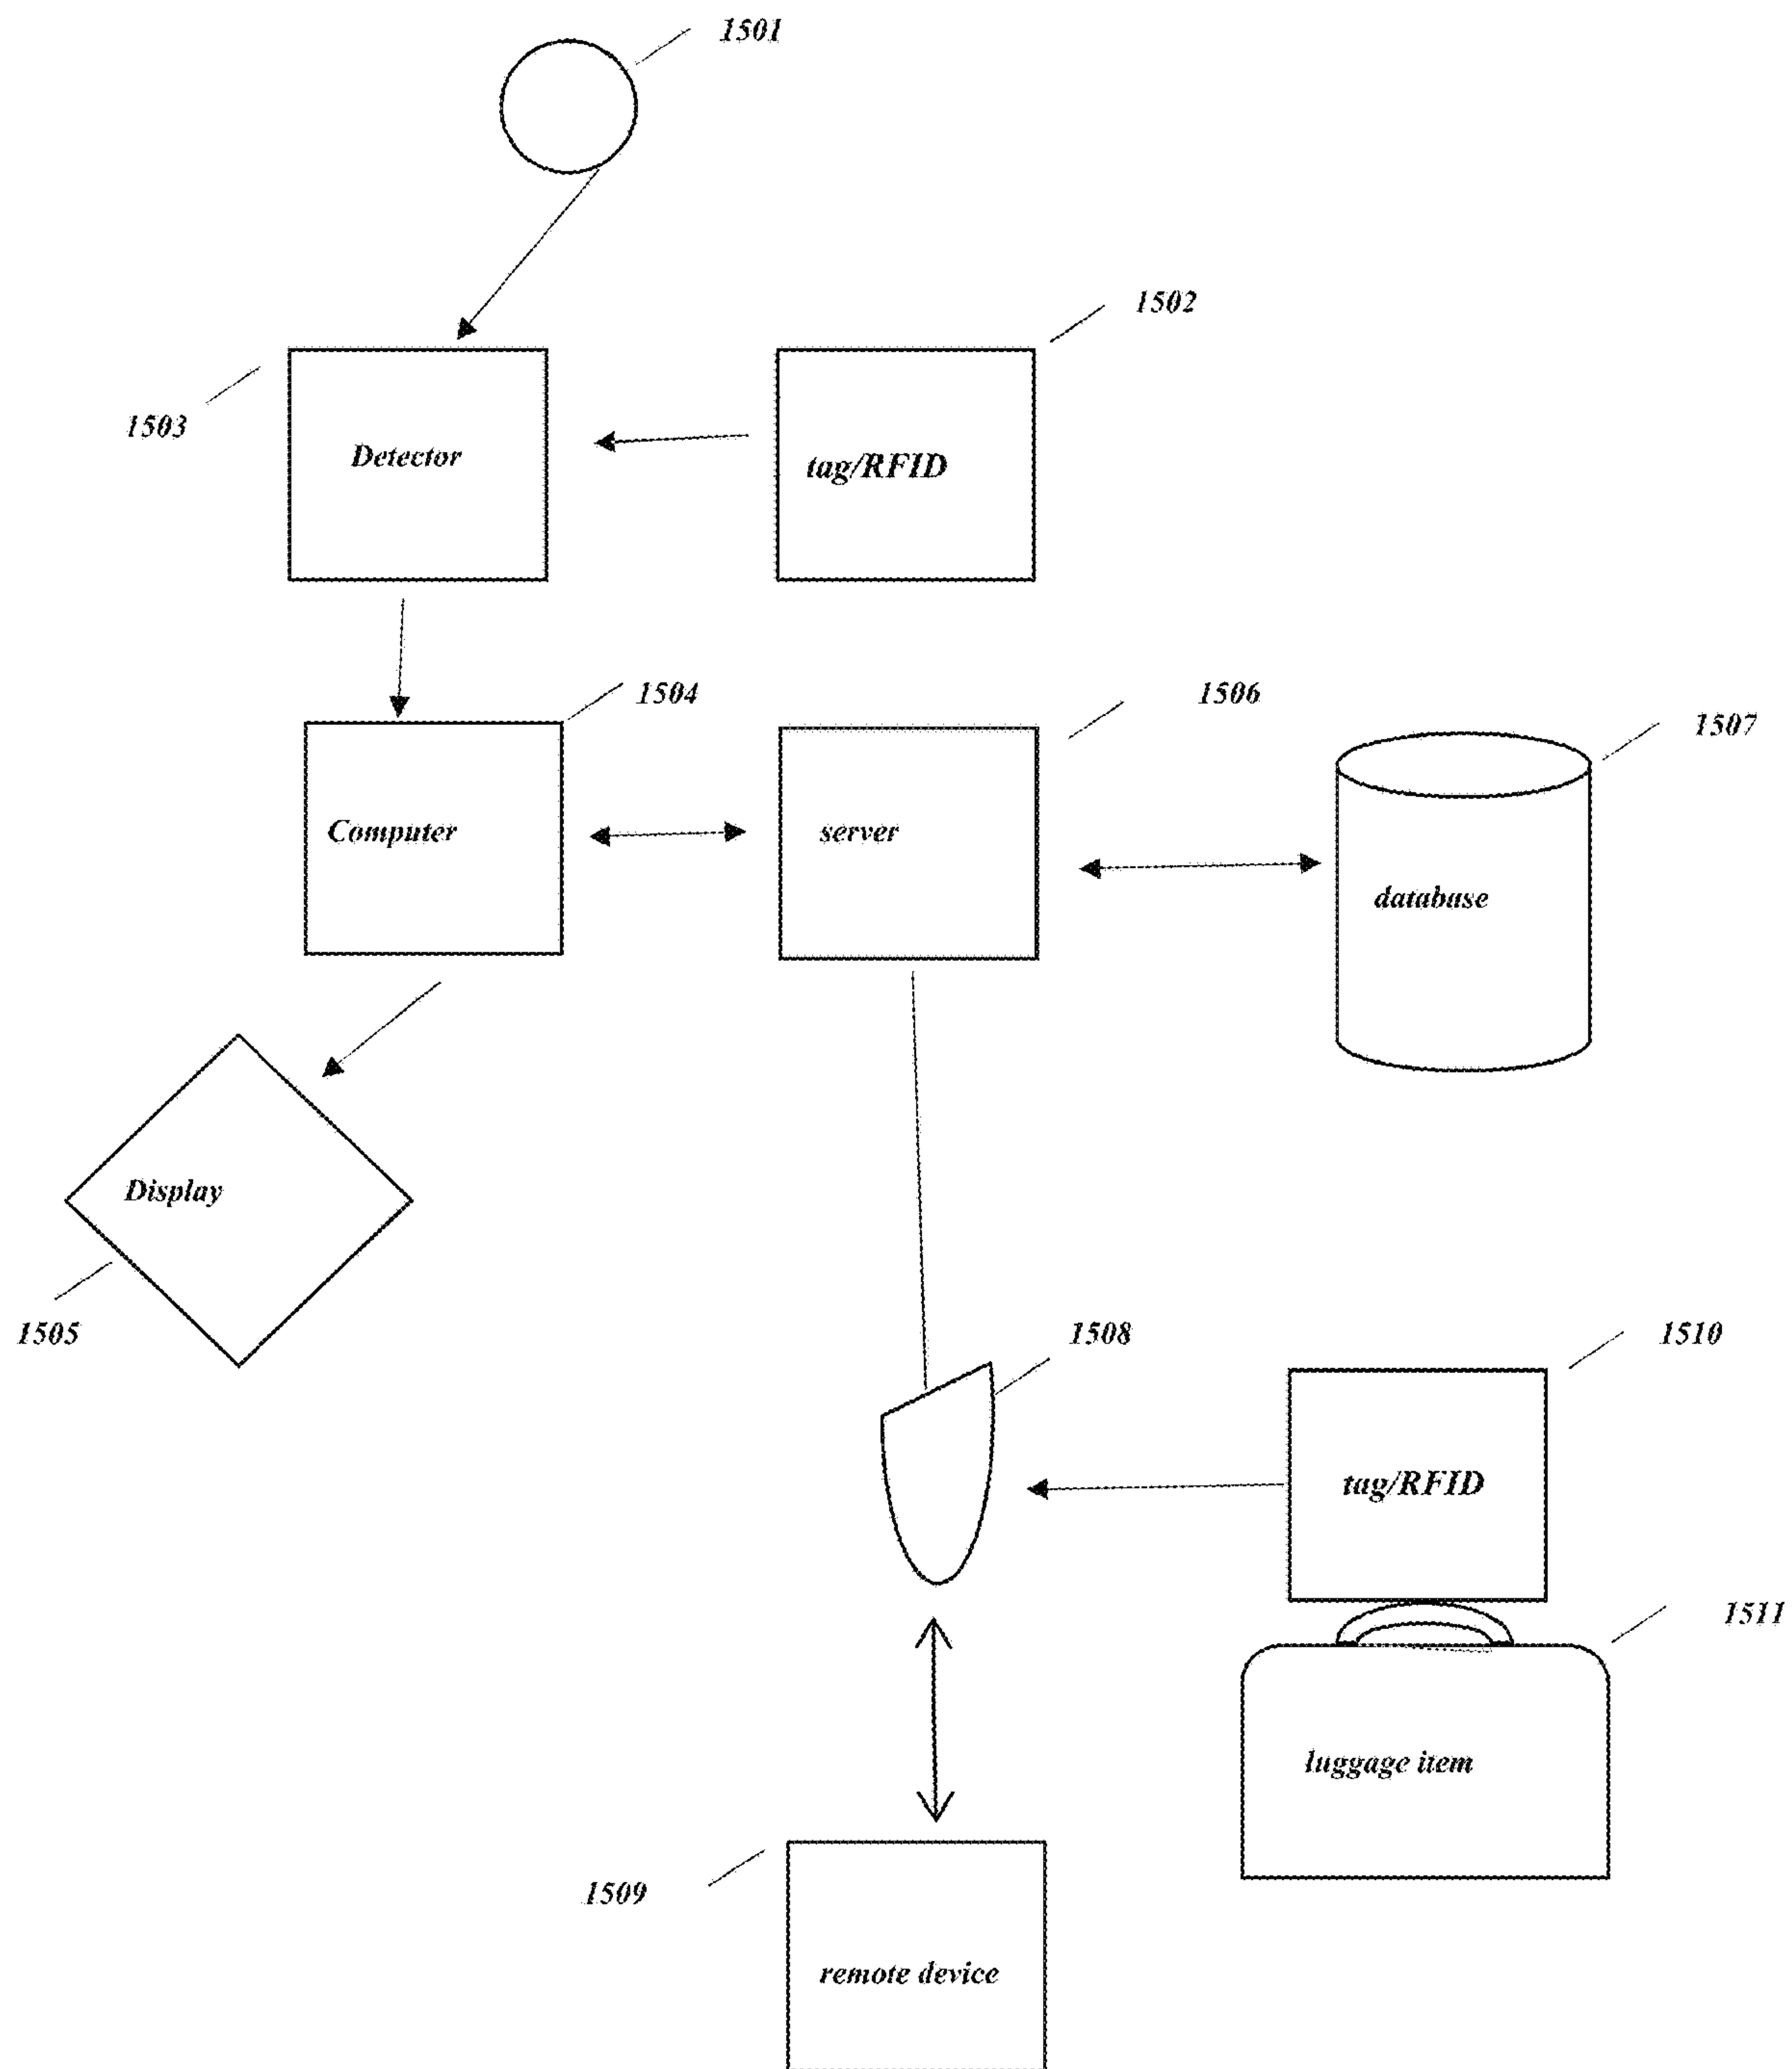 1501
1502
1503
Detector
tag/RFID
1504
1506
1507
Computer
server
database
Display
1505
1508
1510
tag/RFID
1511
luggage item
1509
remote device